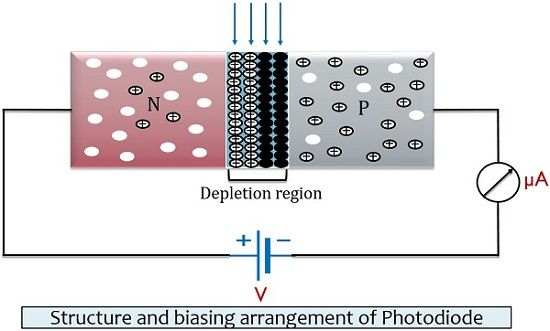 N
P
Depletion region
μA
+ −
V
Structure and biasing arrangement of Photodiode